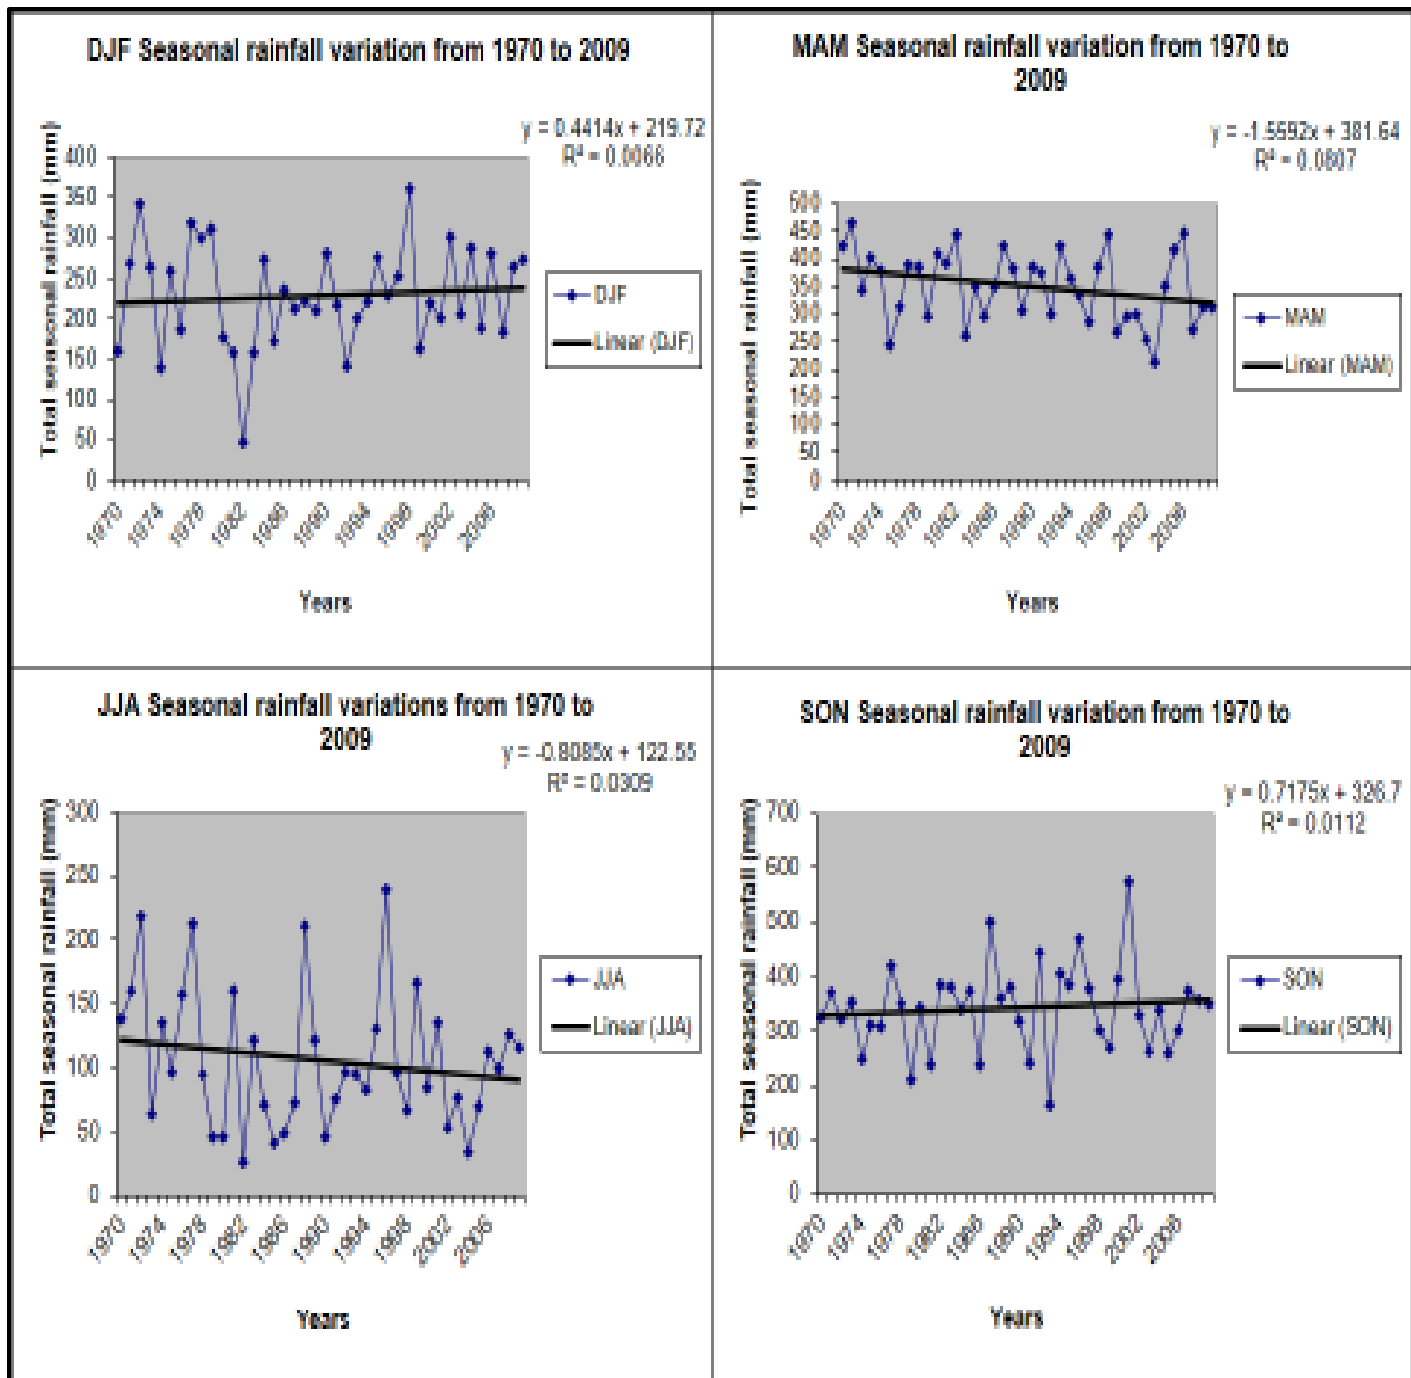 DJF Seasonal rainfall variation from 1970 to 2009
y = 0.4414x + 219.72
R² = 0.0066
Total seasonal rainfall (mm)
400
350
300
250
200
150
100
50
0
1970
1974
1978
1982
1986
1990
1994
1998
2002
2006
Years
DJF
Linear (DJF)
MAM Seasonal rainfall variation from 1970 to
2009
y = -1.5592x + 381.64
R² = 0.0807
Total seasonal rainfall (mm)
500
450
400
350
300
250
200
150
100
50
0
1970
1974
1978
1982
1986
1990
1994
1998
2002
2006
Years
MAM
Linear (MAM)
JJA Seasonal rainfall variations from 1970 to
2009
y = -0.8085x + 122.55
R² = 0.0309
Total seasonal rainfall (mm)
300
250
200
150
100
50
0
1970
1974
1978
1982
1986
1990
1994
1998
2002
2006
Years
JJA
Linear (JJA)
SON Seasonal rainfall variation from 1970 to
2009
y = 0.7175x + 326.7
R² = 0.0112
Total seasonal rainfall (mm)
700
600
500
400
300
200
100
0
1970
1974
1978
1982
1986
1990
1994
1998
2002
2006
Years
SON
Linear (SON)